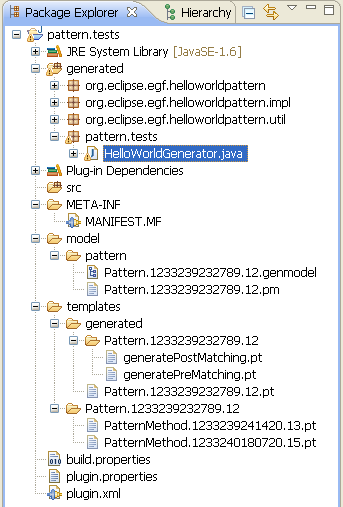 Package Explorer Hierarchy
pattern.tests
JRE System Library [JavaSE-1.6]
generated
org.eclipse.egf.helloworldpattern
org.eclipse.egf.helloworldpattern.impl
org.eclipse.egf.helloworldpattern.util
pattern.tests
HelloWorldGenerator.java
Plug-in Dependencies
src
META-INF
MANIFEST.MF
model
pattern
Pattern.1233239232789.12.genmodel
Pattern.1233239232789.12.pm
templates
generated
Pattern.1233239232789.12
generatePostMatching.pt
generatePreMatching.pt
Pattern.1233239232789.12.pt
Pattern.1233239232789.12
PatternMethod.1233239241420.13.pt
PatternMethod.1233240180720.15.pt
build.properties
plugin.properties
plugin.xml